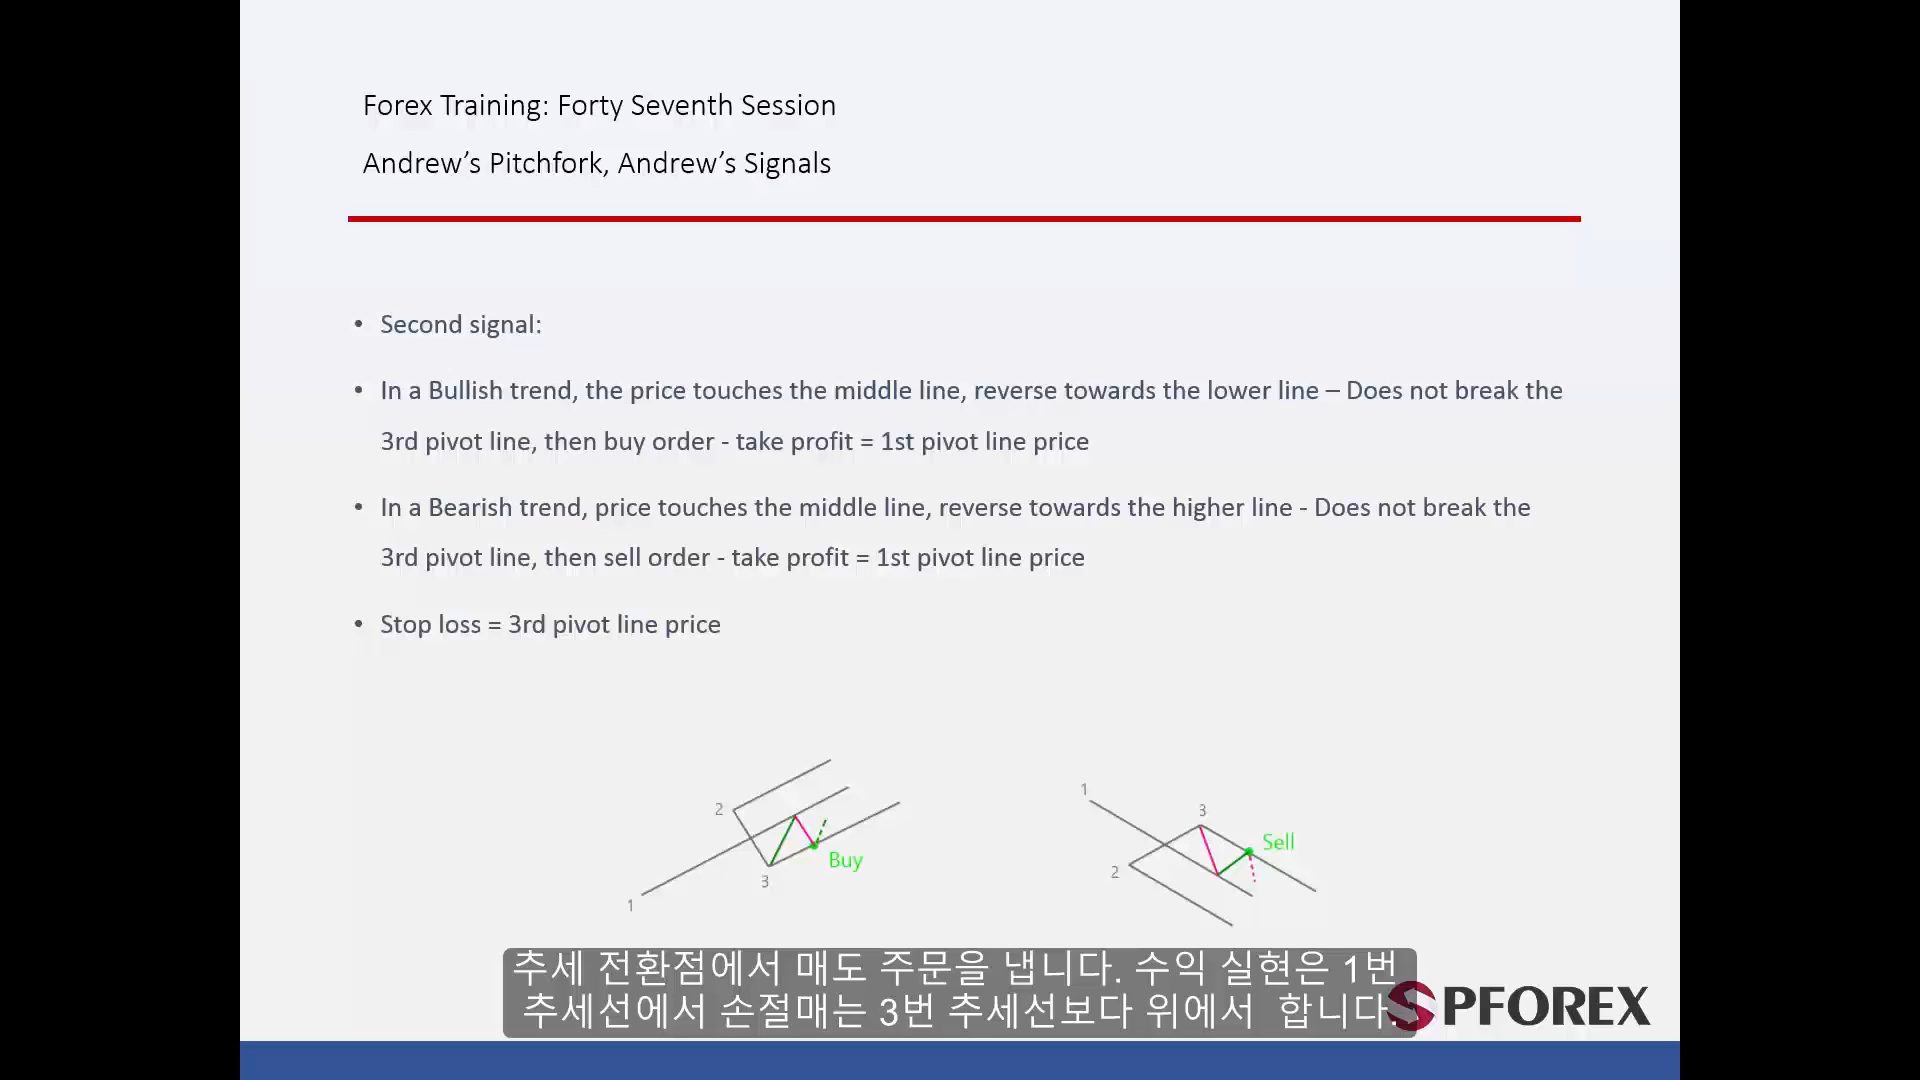 Forex Training: Forty Seventh Session
Andrew’s Pitchfork, Andrew’s Signals
• Second signal:
• In a Bullish trend, the price touches the middle line, reverse towards the lower line – Does not break the
3rd pivot line, then buy order - take profit = 1st pivot line price
• In a Bearish trend, price touches the middle line, reverse towards the higher line - Does not break the
3rd pivot line, then sell order - take profit = 1st pivot line price
• Stop loss = 3rd pivot line price
2
Buy
3
1
1
3
Sell
2
추세 전환점에서 매도 주문을 냅니다. 수익 실현은 1번
추세선에서 손절매는 3번 추세선보다 위에서 합니다.
SPFOREX